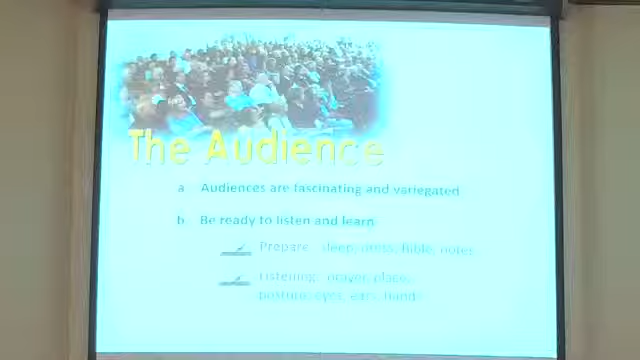 The Audience
a Audiences are fascinating and variegated
b Be ready to listen and learn
Prepare sleep, dress, Bible, notes
Listening prayer, place,
posture, eyes, ears, hands